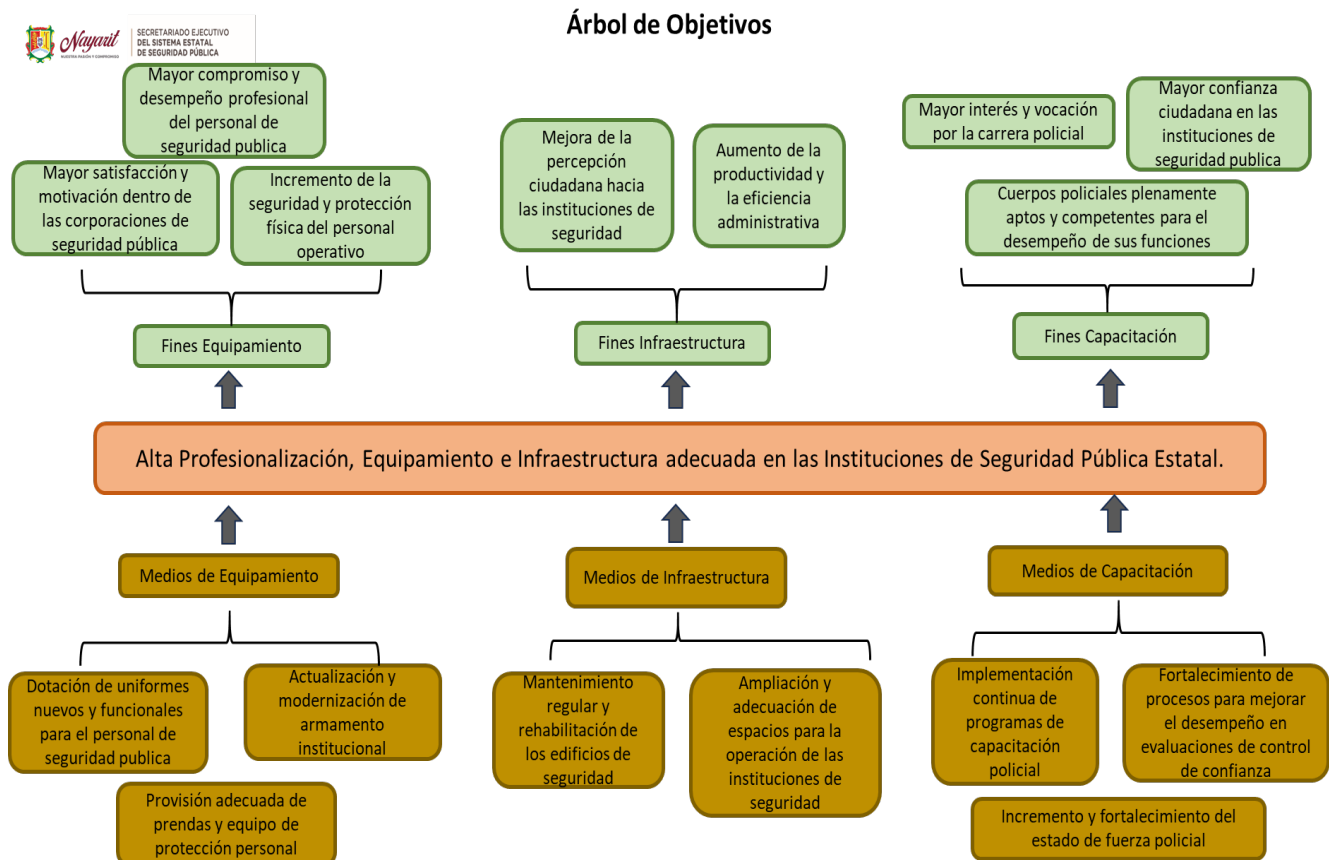 Árbol de Objetivos
Nayarit
NUESTRA PASIÓN Y COMPROMISO
SECRETARIADO EJECUTIVO
DEL SISTEMA ESTATAL
DE SEGURIDAD PÚBLICA
Mayor compromiso y
desempeño profesional
del personal de
seguridad publica
Mayor satisfacción y
motivación dentro de
las corporaciones de
seguridad pública
Incremento de la
seguridad y protección
física del personal
operativo
Mejora de la
percepción
ciudadana hacia
las instituciones de
seguridad
Aumento de la
productividad y
la eficiencia
administrativa
Mayor interés y vocación
por la carrera policial
Mayor confianza
ciudadana en las
instituciones de
seguridad publica
Cuerpos policiales plenamente
aptos y competentes para el
desempeño de sus funciones
Fines Equipamiento
Fines Infraestructura
Fines Capacitación
Alta Profesionalización, Equipamiento e Infraestructura adecuada en las Instituciones de Seguridad Pública Estatal.
Medios de Equipamiento
Medios de Infraestructura
Medios de Capacitación
Dotación de uniformes
nuevos y funcionales
para el personal de
seguridad publica
Actualización y
modernización de
armamento
institucional
Provisión adecuada de
prendas y equipo de
protección personal
Mantenimiento
regular y
rehabilitación de
los edificios de
seguridad
Ampliación y
adecuación de
espacios para la
operación de las
instituciones de
seguridad
Implementación
continua de
programas de
capacitación
policial
Fortalecimiento de
procesos para mejorar
el desempeño en
evaluaciones de control
de confianza
Incremento y fortalecimiento del
estado de fuerza policial